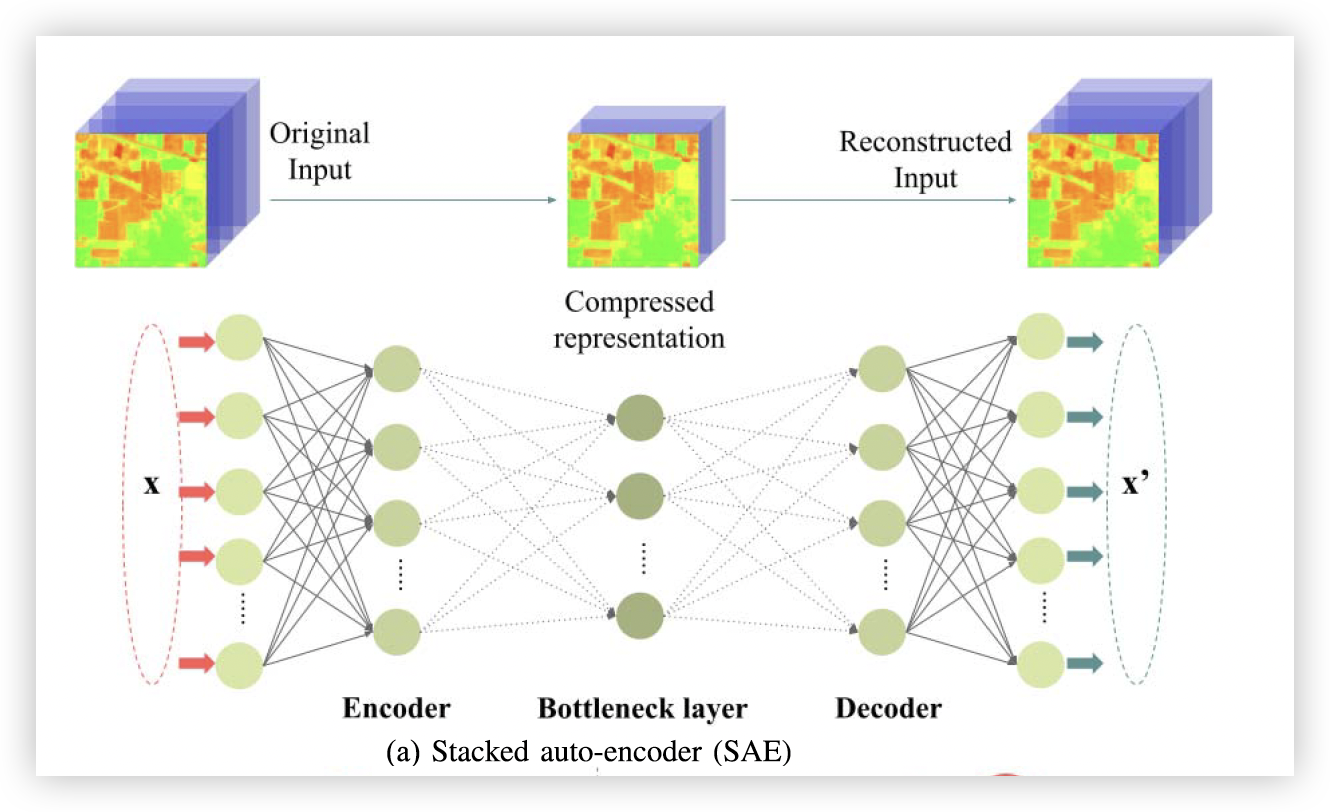 Original
Input
Reconstructed
Input
Compressed
representation
x
x’
Encoder
Bottleneck layer
Decoder
(a) Stacked auto-encoder (SAE)